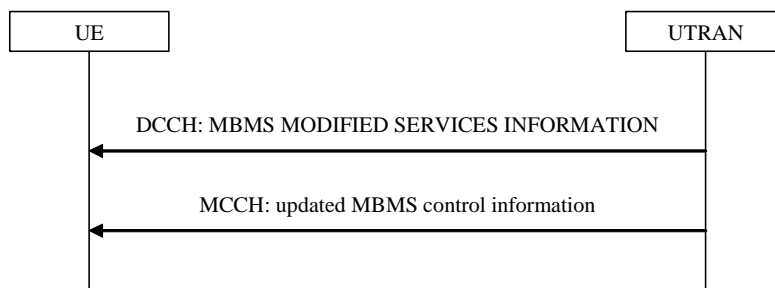 UE
UTRAN
DCCH: MBMS MODIFIED SERVICES INFORMATION
MCCH: updated MBMS control information